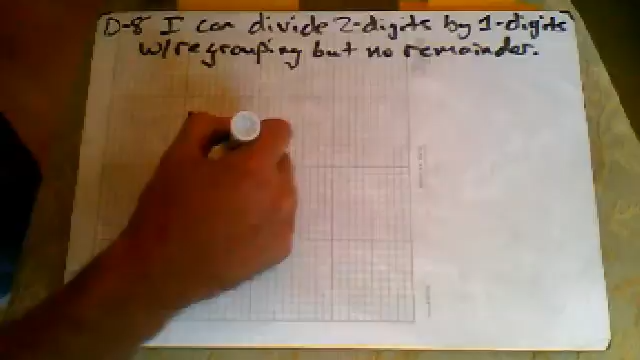 D-8 I can divide 2-digits by 1-digits
w/regrouping but no remainder.